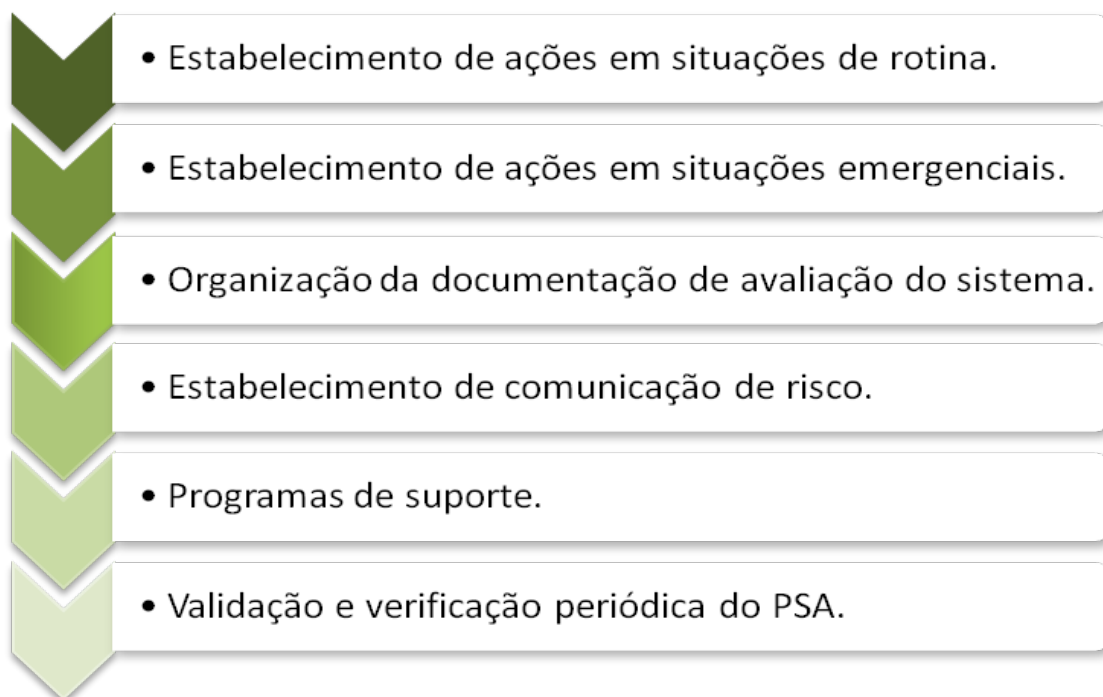 • Estabelecimento de ações em situações de rotina.
• Estabelecimento de ações em situações emergenciais.
• Organização da documentação de avaliação do sistema.
• Estabelecimento de comunicação de risco.
• Programas de suporte.
• Validação e verificação periódica do PSA.